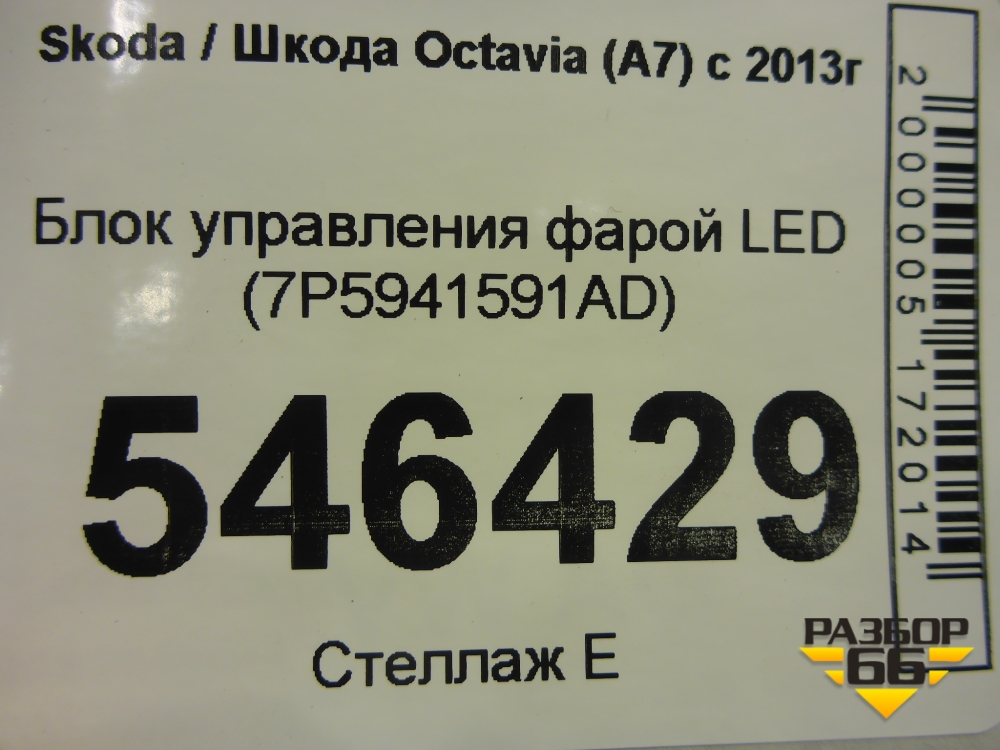 Skoda / Шкода Octavia (A7) с 2013г
Блок управления фарой LED
(7P5941591AD)
546429
Стеллаж Е
2000005172014
РАЗБОР
66